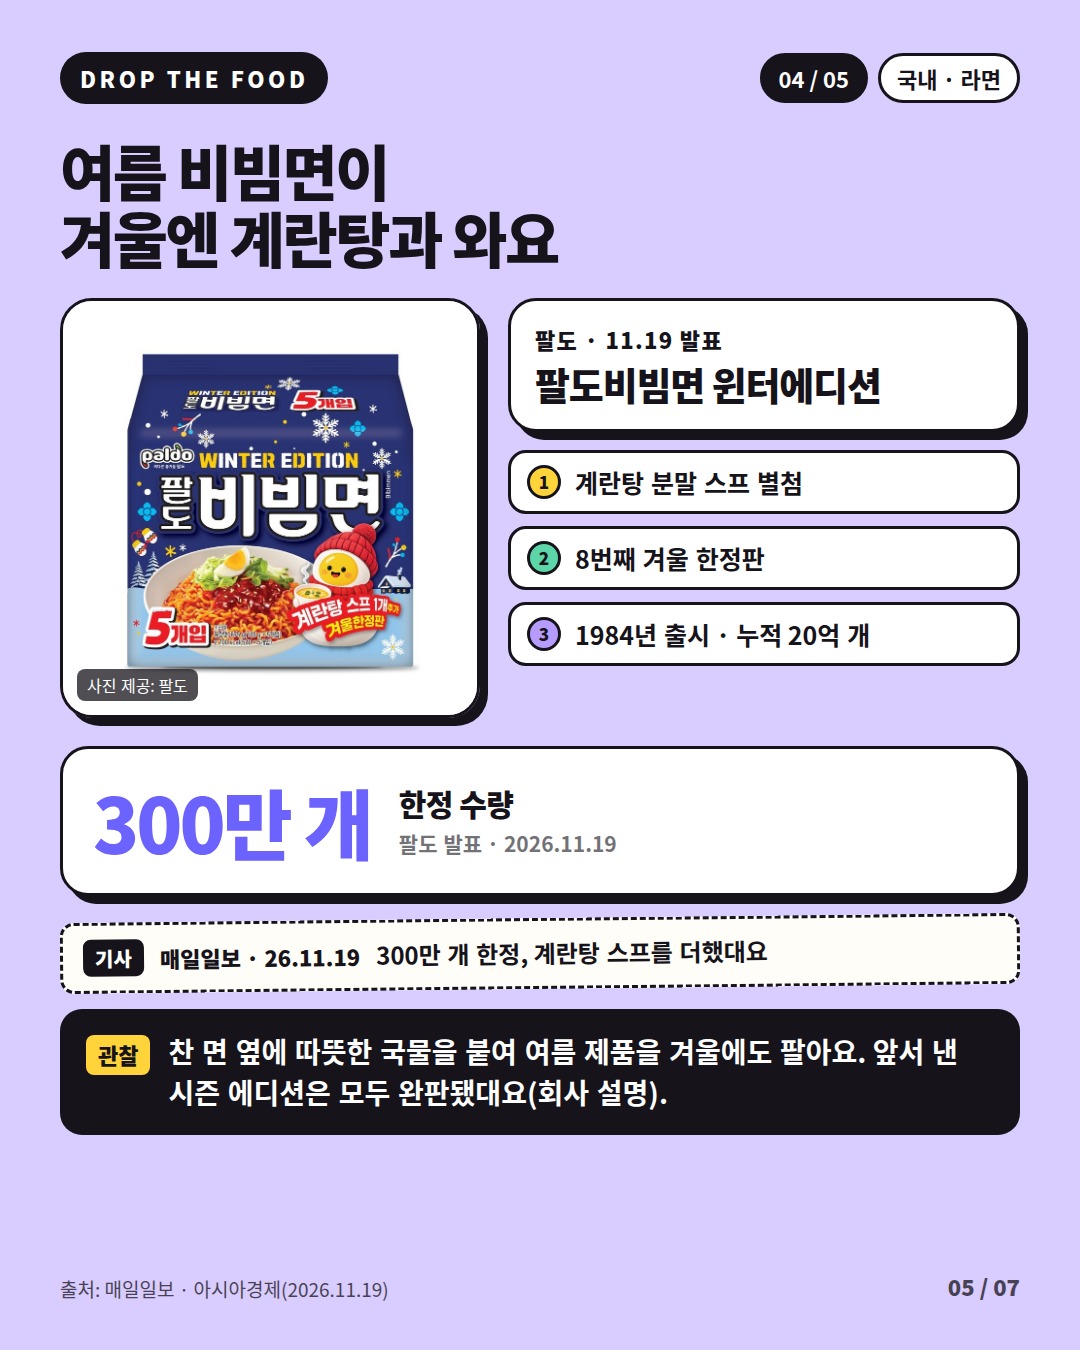 DROP THE FOOD
04 / 05
국내 · 라면
여름 비빔면이
겨울엔 계란탕과 와요
WINTER EDITION
팔도 비빔면 5개입
paldo
WINTER EDITION
팔도 비빔면
Bibimmen
계란탕 스프 1개 추가
겨울한정판
5개입
사진 제공: 팔도
팔도 · 11.19 발표
팔도비빔면 윈터에디션
1 계란탕 분말 스프 별첨
2 8번째 겨울 한정판
3 1984년 출시 · 누적 20억 개
300만 개
한정 수량
팔도 발표 · 2026.11.19
기사 매일일보 · 26.11.19 300만 개 한정, 계란탕 스프를 더했대요
관찰 찬 면 옆에 따뜻한 국물을 붙여 여름 제품을 겨울에도 팔아요. 앞서 낸
시즌 에디션은 모두 완판됐대요(회사 설명).
출처: 매일일보 · 아시아경제(2026.11.19)
05 / 07